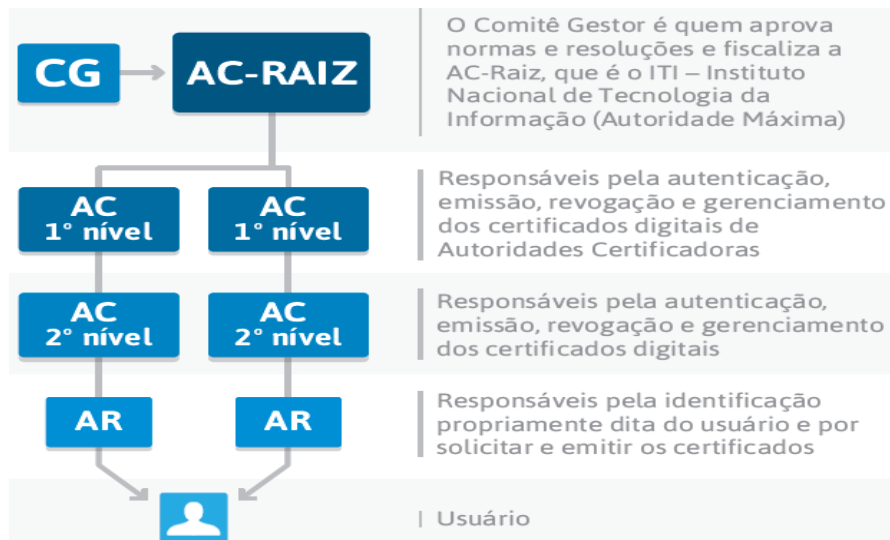 CG
AC-RAIZ
O Comitê Gestor é quem aprova
normas e resoluções e fiscaliza a
AC-Raiz, que é o ITI – Instituto
Nacional de Tecnologia da
Informação (Autoridade Máxima)
AC
1° nível
AC
1° nível
Responsáveis pela autenticação,
emissão, revogação e gerenciamento
dos certificados digitais de
Autoridades Certificadoras
AC
2° nível
AC
2° nível
Responsáveis pela autenticação,
emissão, revogação e gerenciamento
dos certificados digitais
AR
AR
Responsáveis pela identificação
propriamente dita do usuário e por
solicitar e emitir os certificados
Usuário